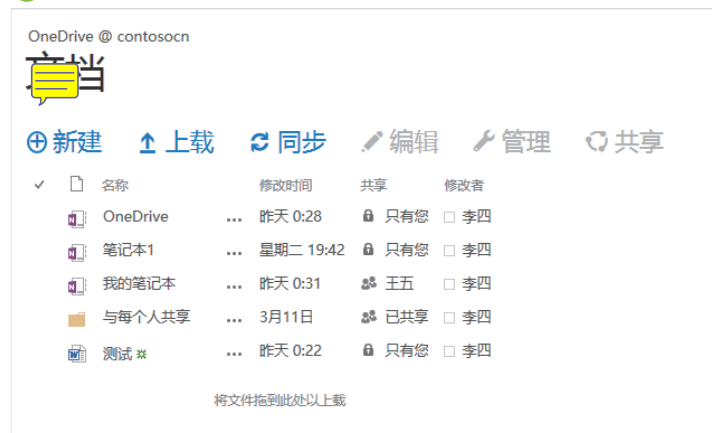 OneDrive @ contosocn
文档
新建 上载 同步 编辑 管理 共享
名称 修改时间 共享 修改者
OneDrive ... 昨天 0:28 只有您 李四
笔记本1 ... 星期二 19:42 只有您 李四
我的笔记本 ... 昨天 0:31 王五 李四
与每个人共享 ... 3月11日 已共享 李四
测试 ... 昨天 0:22 只有您 李四
将文件拖到此处以上载